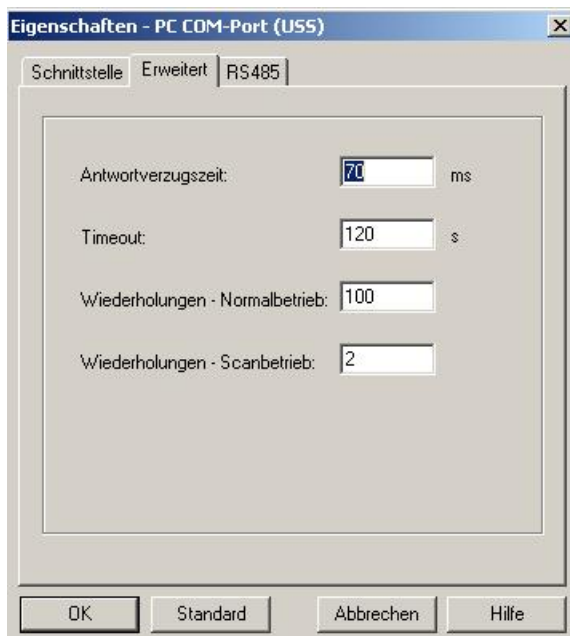 Eigenschaften - PC COM-Port (USS)
Schnittstelle Erweitert RS485
Antwortverzugszeit: 70 ms
Timeout: 120 s
Wiederholungen - Normalbetrieb: 100
Wiederholungen - Scanbetrieb: 2
OK Standard Abbrechen Hilfe